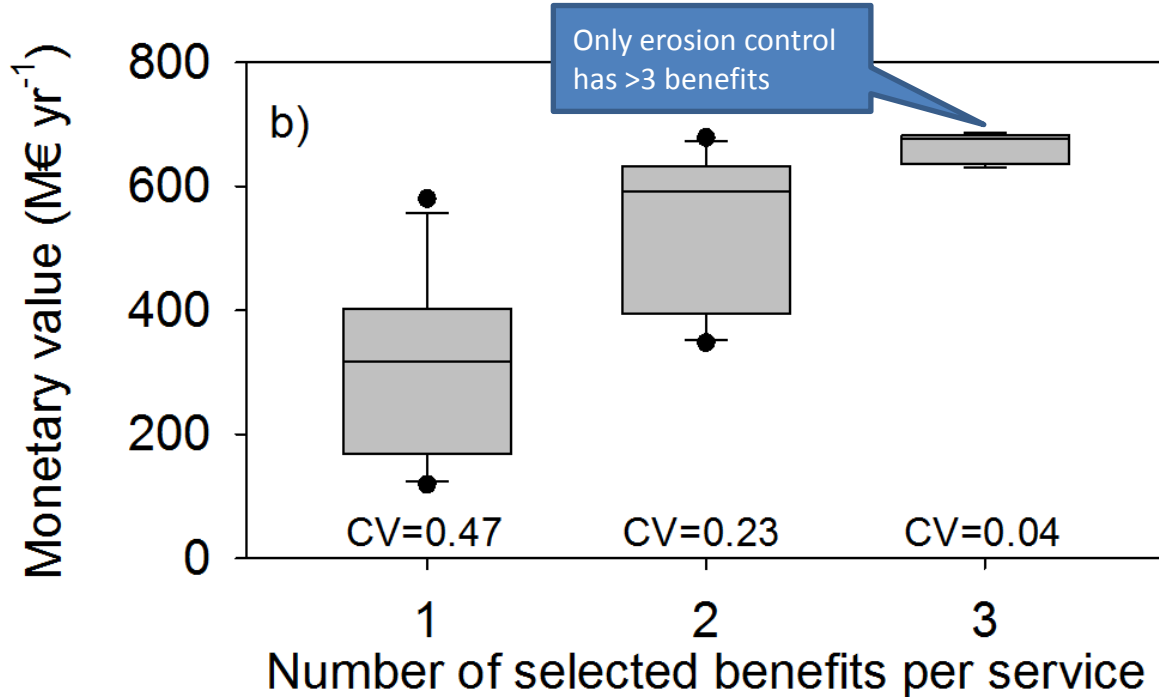 Only erosion control
has >3 benefits
Monetary value (M€ yr⁻¹)
800
600
400
200
0
b)
CV=0.47
CV=0.23
CV=0.04
1
2
3
Number of selected benefits per service